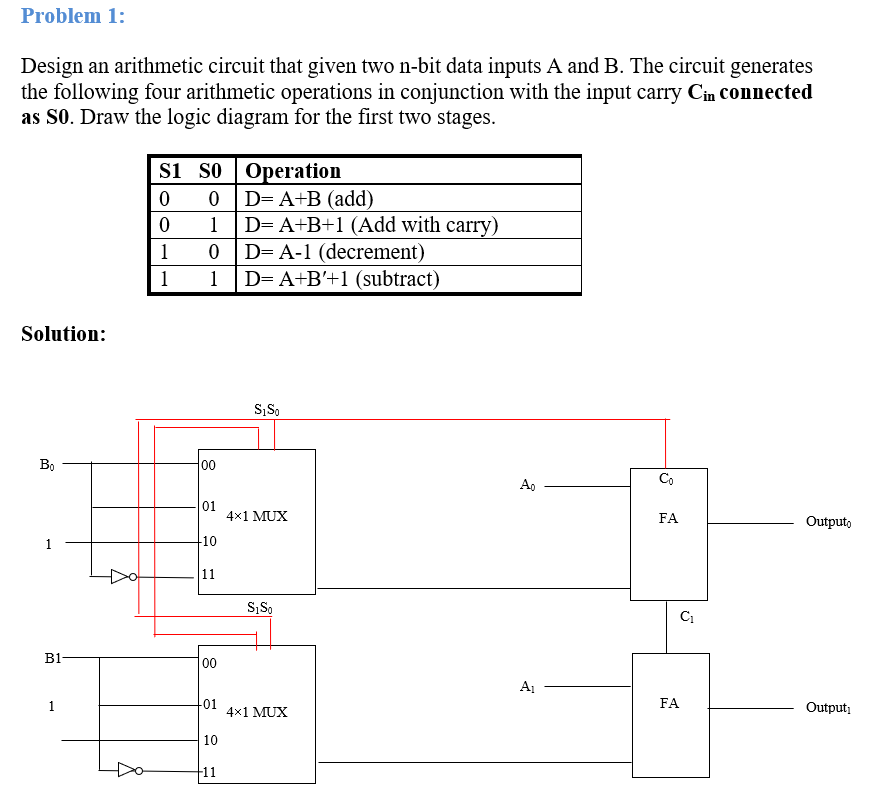 Problem 1:
Design an arithmetic circuit that given two n-bit data inputs A and B. The circuit generates
the following four arithmetic operations in conjunction with the input carry Cin connected
as S0. Draw the logic diagram for the first two stages.
S1 S0 Operation
0 0 D= A+B (add)
0 1 D= A+B+1 (Add with carry)
1 0 D= A-1 (decrement)
1 1 D= A+B'+1 (subtract)
Solution:
S₁S₀
B₀
00
A₀
C₀
01
4×1 MUX
FA
Output₀
1
10
11
S₁S₀
C₁
B1
00
A₁
1
01
4×1 MUX
FA
Output₁
10
11